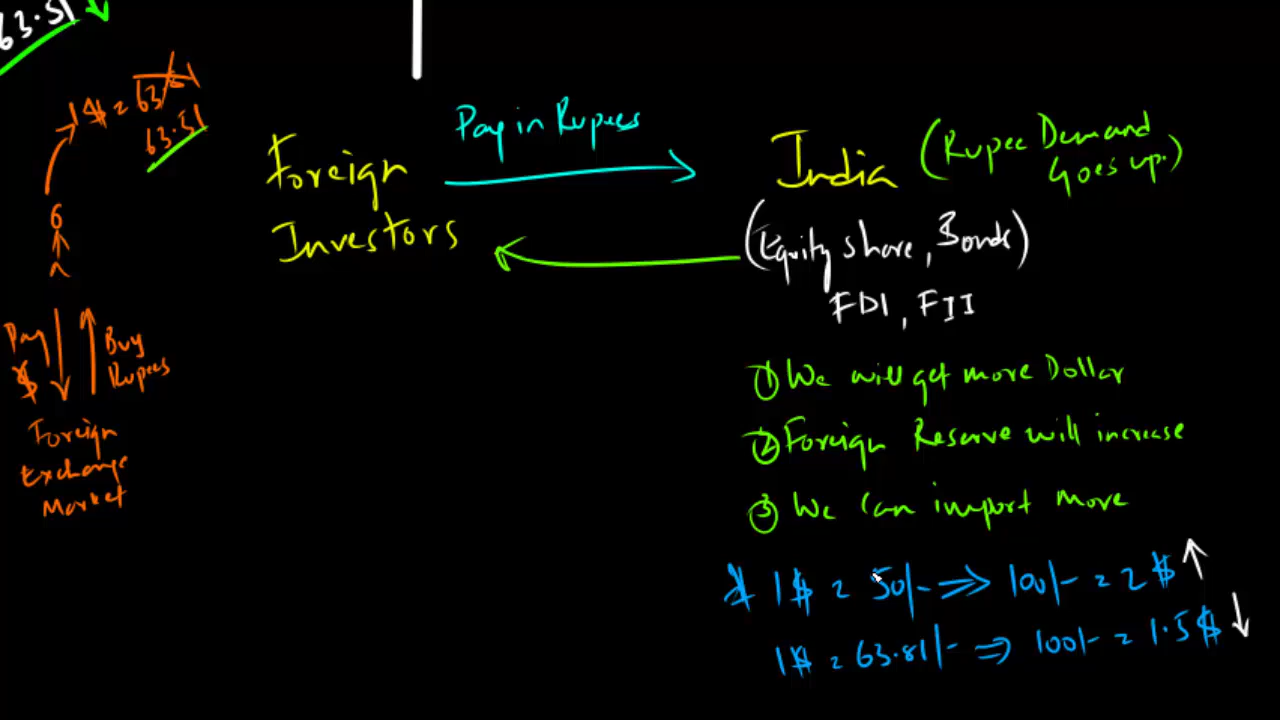 63.51
1$ = 63.81
63.51
Pay in Rupees
Foreign
Investors
India
(Rupee Demand
Goes up.)
(Equity share, Bonds)
FDI, FII
Pay
$
Buy
Rupees
Foreign
Exchange
Market
① We will get more Dollar
② Foreign Reserve will increase
③ We Can import more
* 1$ = 50/- ⇒ 100/- = 2$ ↑
1$ = 63.81/- ⇒ 100/- = 1.5$ ↓